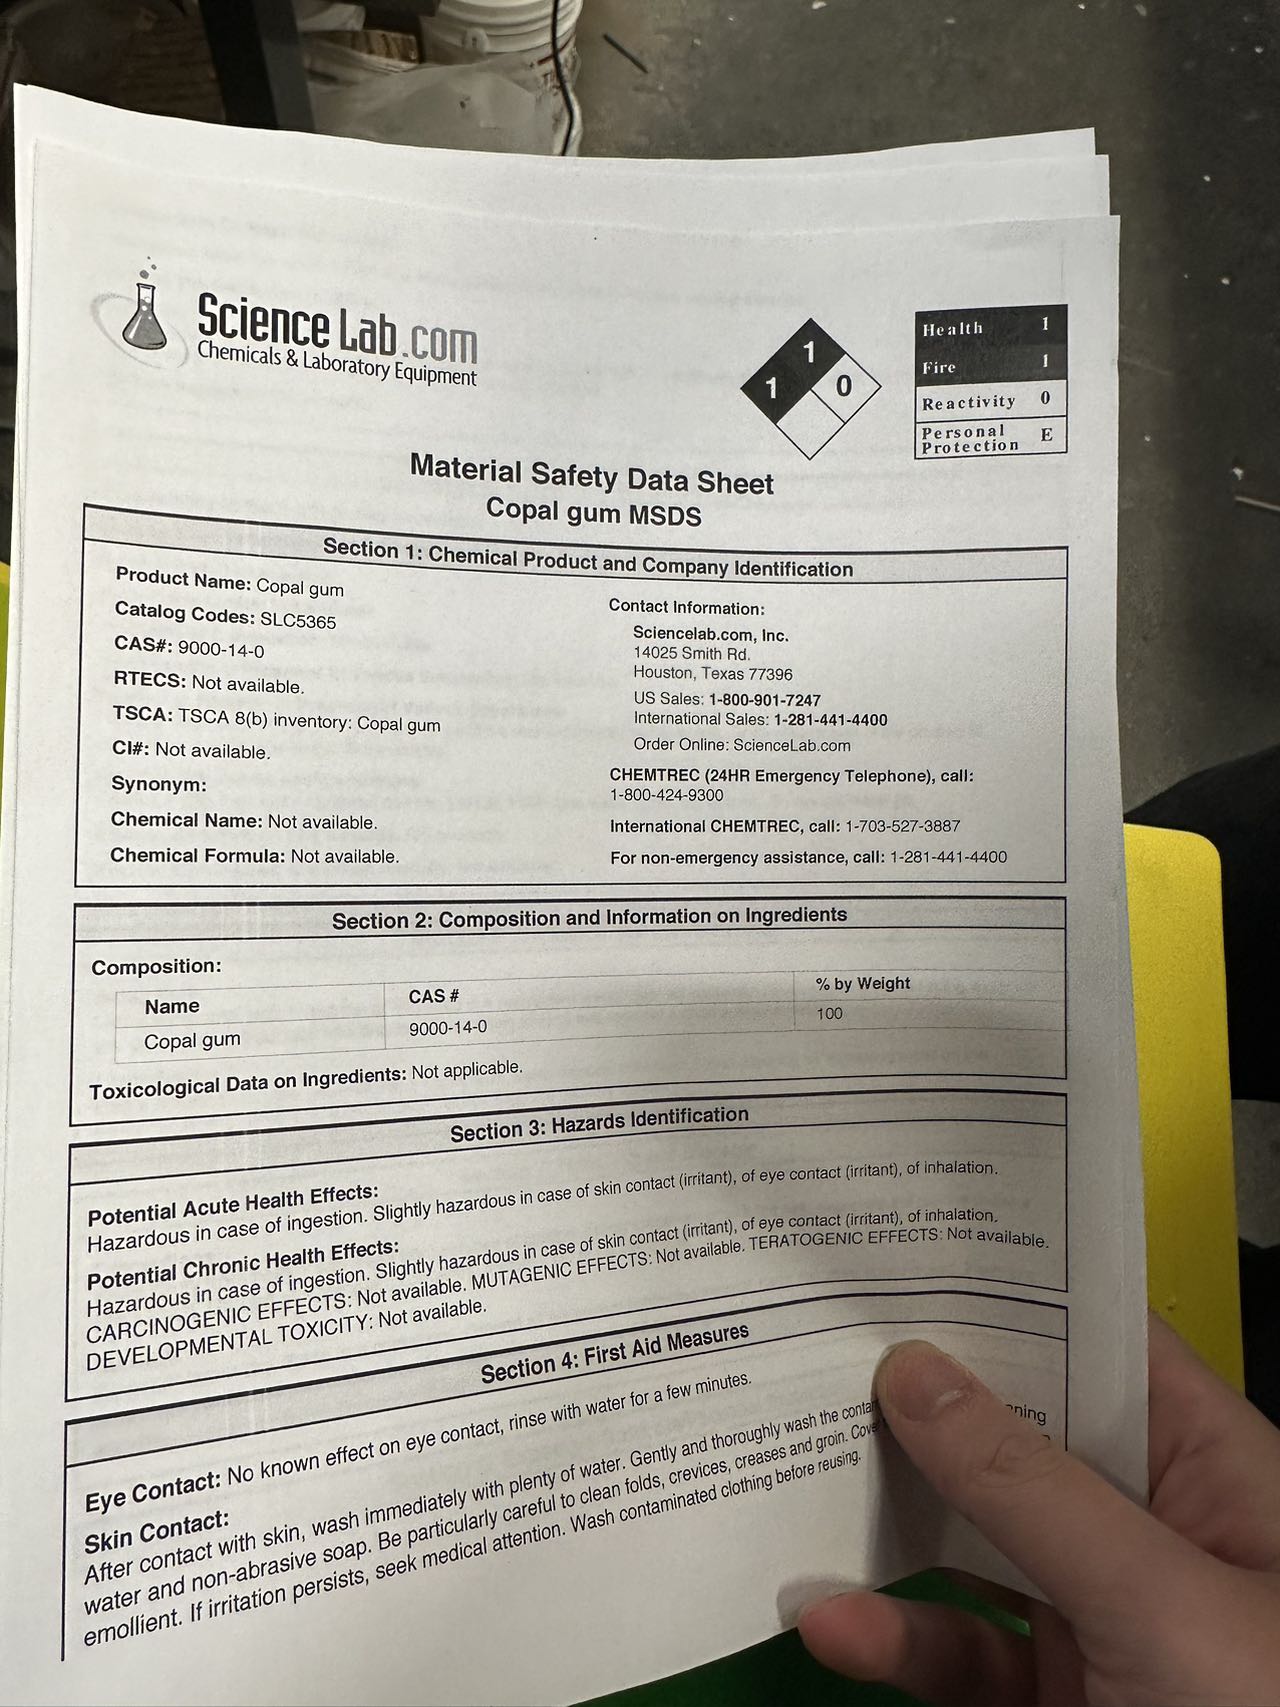 Science Lab.com
Chemicals & Laboratory Equipment
1
1
0
Health 1
Fire 1
Reactivity 0
Personal
Protection E
Material Safety Data Sheet
Copal gum MSDS
Section 1: Chemical Product and Company Identification
Product Name: Copal gum
Catalog Codes: SLC5365
CAS#: 9000-14-0
RTECS: Not available.
TSCA: TSCA 8(b) inventory: Copal gum
CI#: Not available.
Synonym:
Chemical Name: Not available.
Chemical Formula: Not available.
Contact Information:
Sciencelab.com, Inc.
14025 Smith Rd.
Houston, Texas 77396
US Sales: 1-800-901-7247
International Sales: 1-281-441-4400
Order Online: ScienceLab.com
CHEMTREC (24HR Emergency Telephone), call:
1-800-424-9300
International CHEMTREC, call: 1-703-527-3887
For non-emergency assistance, call: 1-281-441-4400
Section 2: Composition and Information on Ingredients
Composition:
Name CAS # % by Weight
Copal gum 9000-14-0 100
Toxicological Data on Ingredients: Not applicable.
Section 3: Hazards Identification
Potential Acute Health Effects:
Hazardous in case of ingestion. Slightly hazardous in case of skin contact (irritant), of eye contact (irritant), of inhalation.
Potential Chronic Health Effects:
Hazardous in case of ingestion. Slightly hazardous in case of skin contact (irritant), of eye contact (irritant), of inhalation.
CARCINOGENIC EFFECTS: Not available. MUTAGENIC EFFECTS: Not available. TERATOGENIC EFFECTS: Not available.
DEVELOPMENTAL TOXICITY: Not available.
Section 4: First Aid Measures
Eye Contact: No known effect on eye contact, rinse with water for a few minutes.
Skin Contact:
After contact with skin, wash immediately with plenty of water. Gently and thoroughly wash the
water and non-abrasive soap. Be particularly careful to clean folds, crevices, creases and groin.
emollient. If irritation persists, seek medical attention. Wash contaminated clothing before reusing.